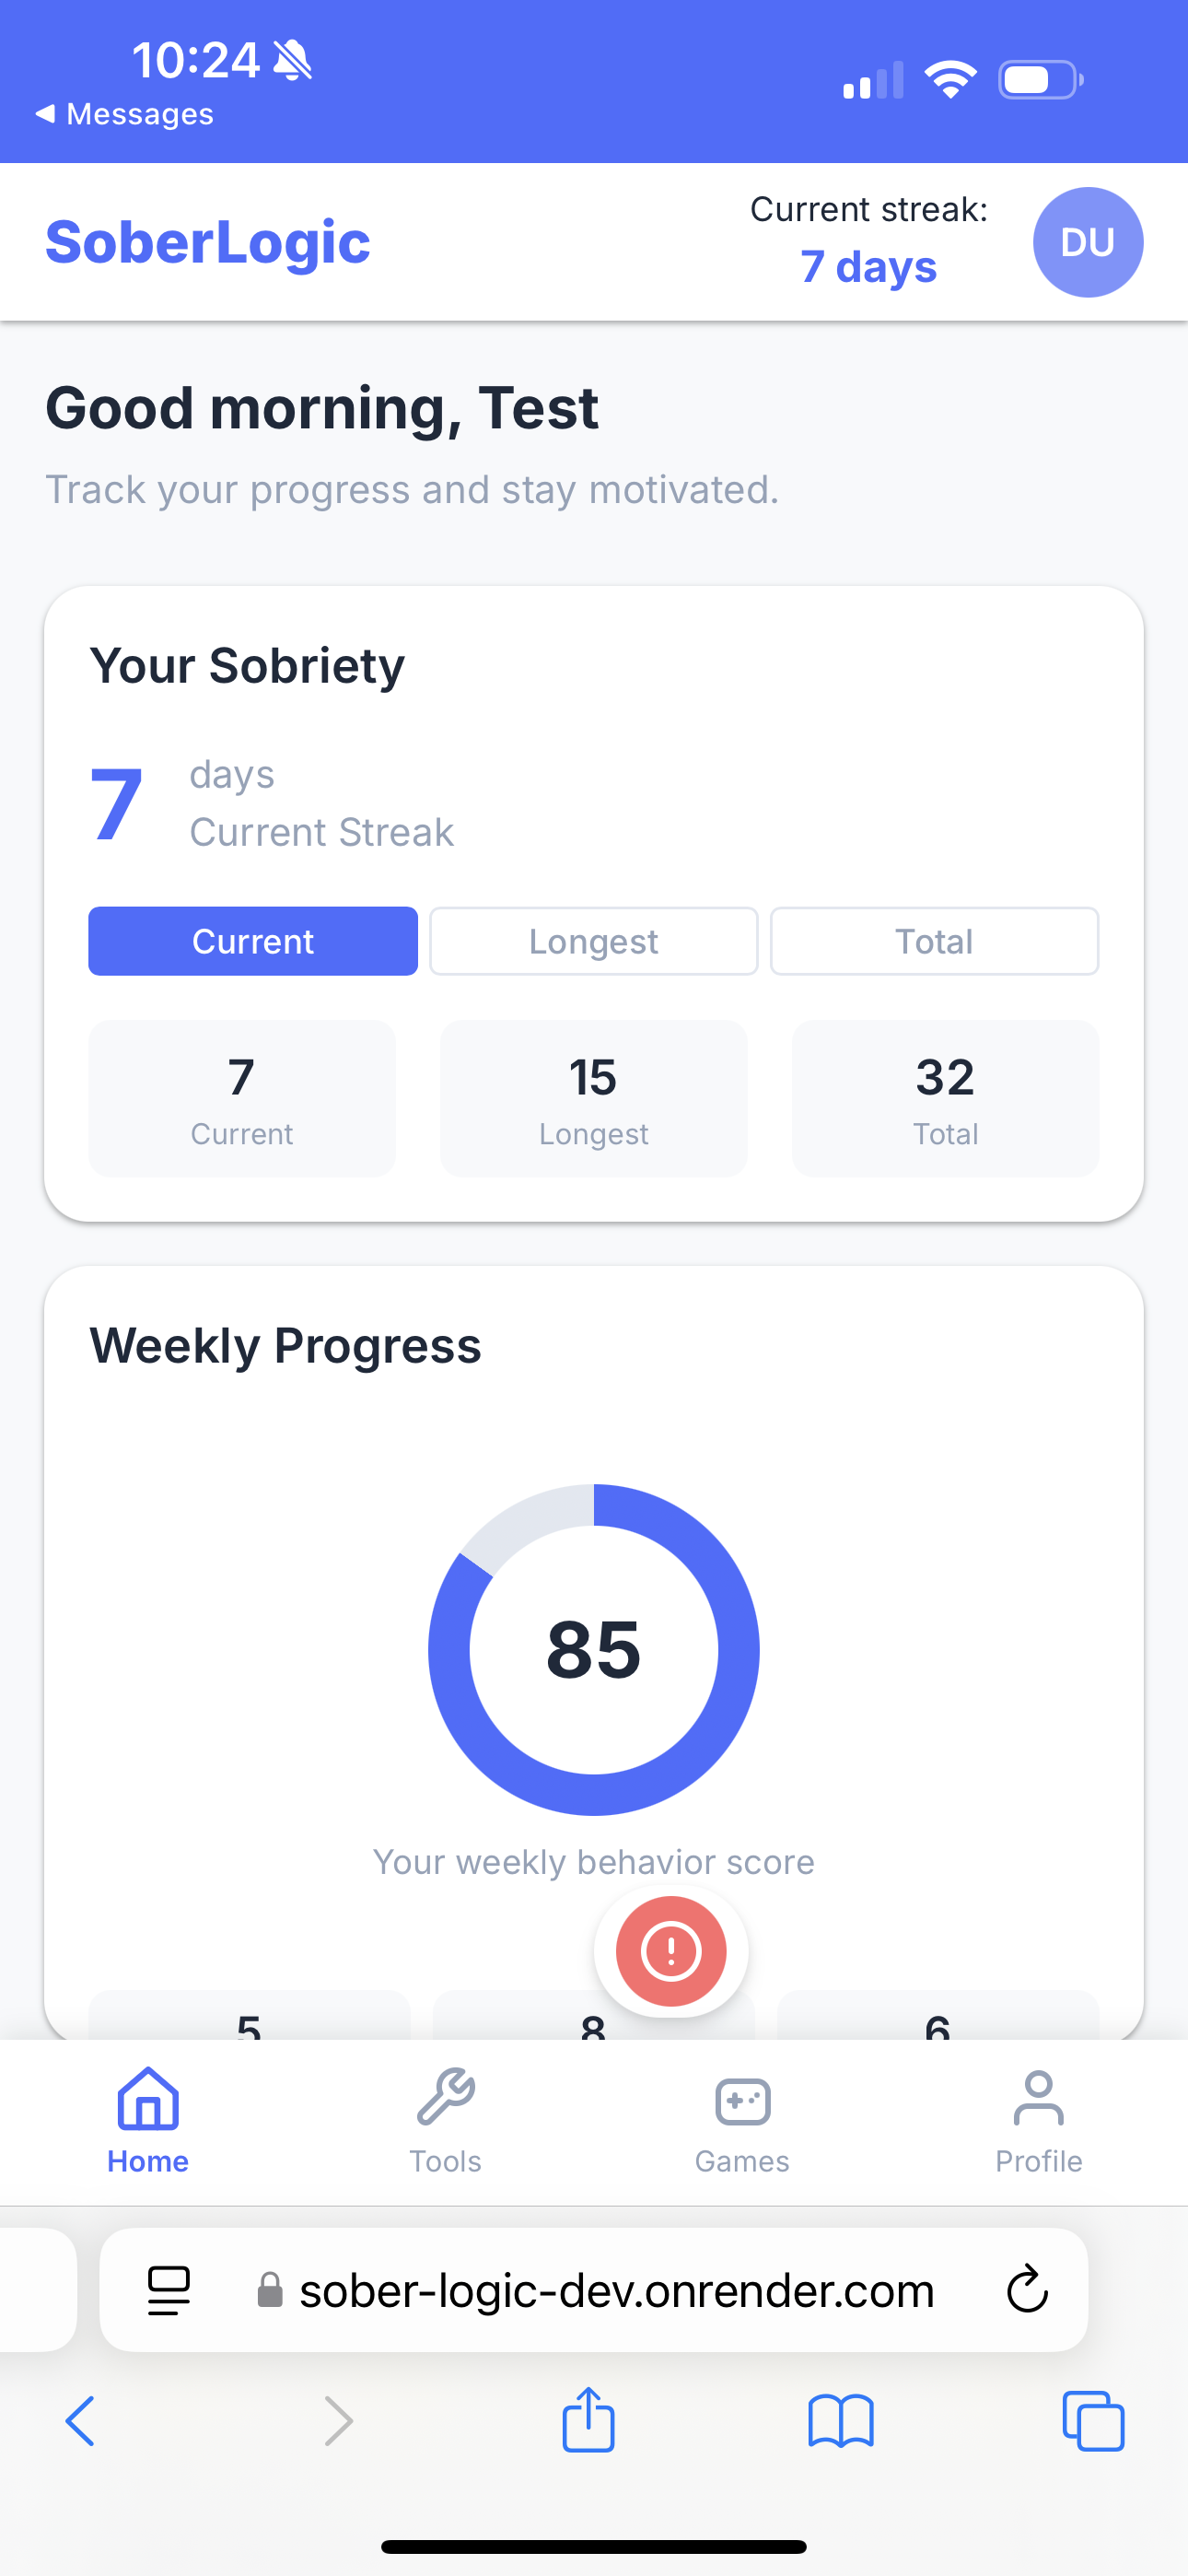 10:24
Messages
SoberLogic
Current streak:
7 days
DU
Good morning, Test
Track your progress and stay motivated.
Your Sobriety
7
days
Current Streak
Current Longest Total
7 15 32
Current Longest Total
Weekly Progress
85
Your weekly behavior score
5 8 6
Home Tools Games Profile
sober-logic-dev.onrender.com